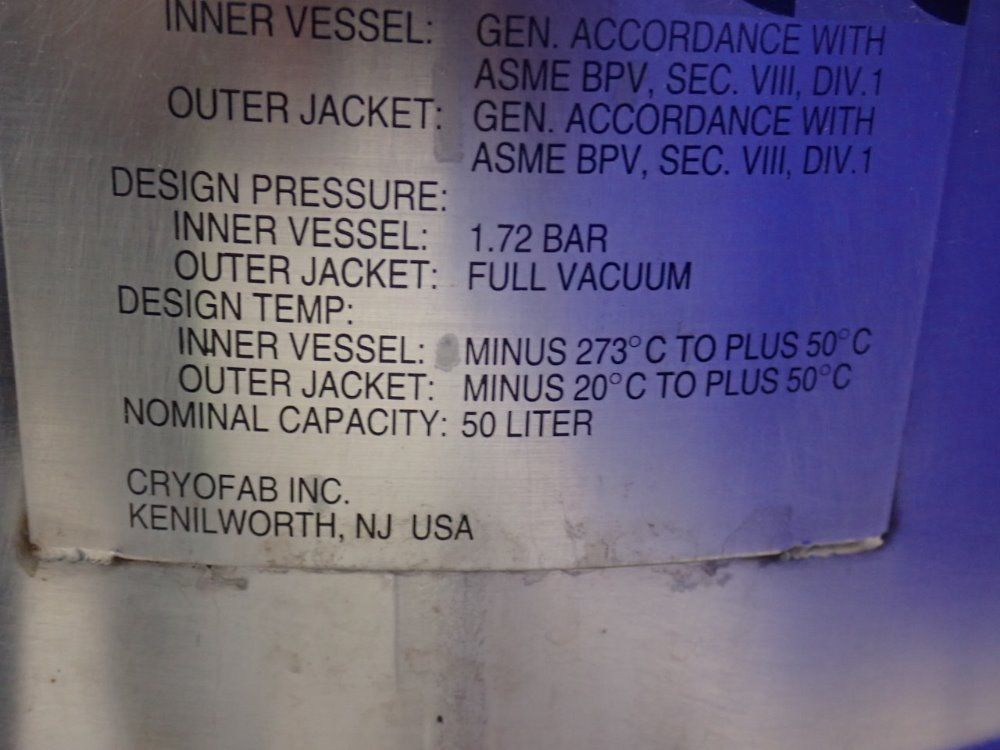 INNER VESSEL: GEN. ACCORDANCE WITH
ASME BPV, SEC. VIII, DIV.1
OUTER JACKET: GEN. ACCORDANCE WITH
ASME BPV, SEC. VIII, DIV.1
DESIGN PRESSURE:
INNER VESSEL: 1.72 BAR
OUTER JACKET: FULL VACUUM
DESIGN TEMP:
INNER VESSEL: MINUS 273°C TO PLUS 50°C
OUTER JACKET: MINUS 20°C TO PLUS 50°C
NOMINAL CAPACITY: 50 LITER
CRYOFAB INC.
KENILWORTH, NJ USA